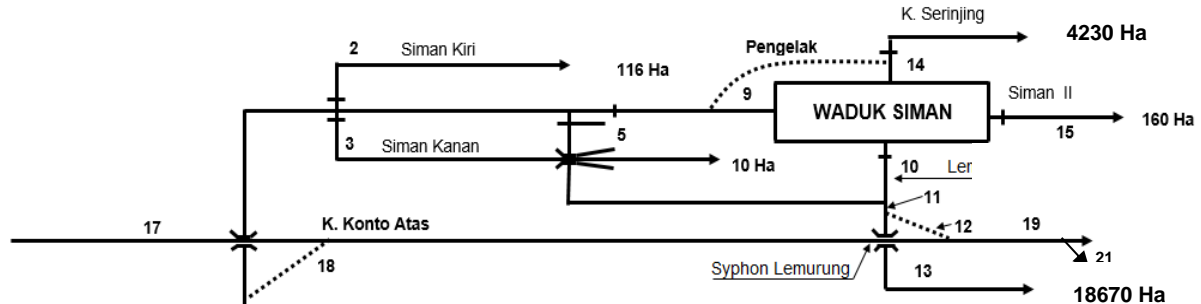 K. Serinjing
4230 Ha
2
Siman Kiri
Pengelak
14
116 Ha
9
Siman II
WADUK SIMAN
160 Ha
15
5
3
Siman Kanan
10 Ha
10
Ler
11
17
K. Konto Atas
12
19
18
21
Syphon Lemurung
13
18670 Ha